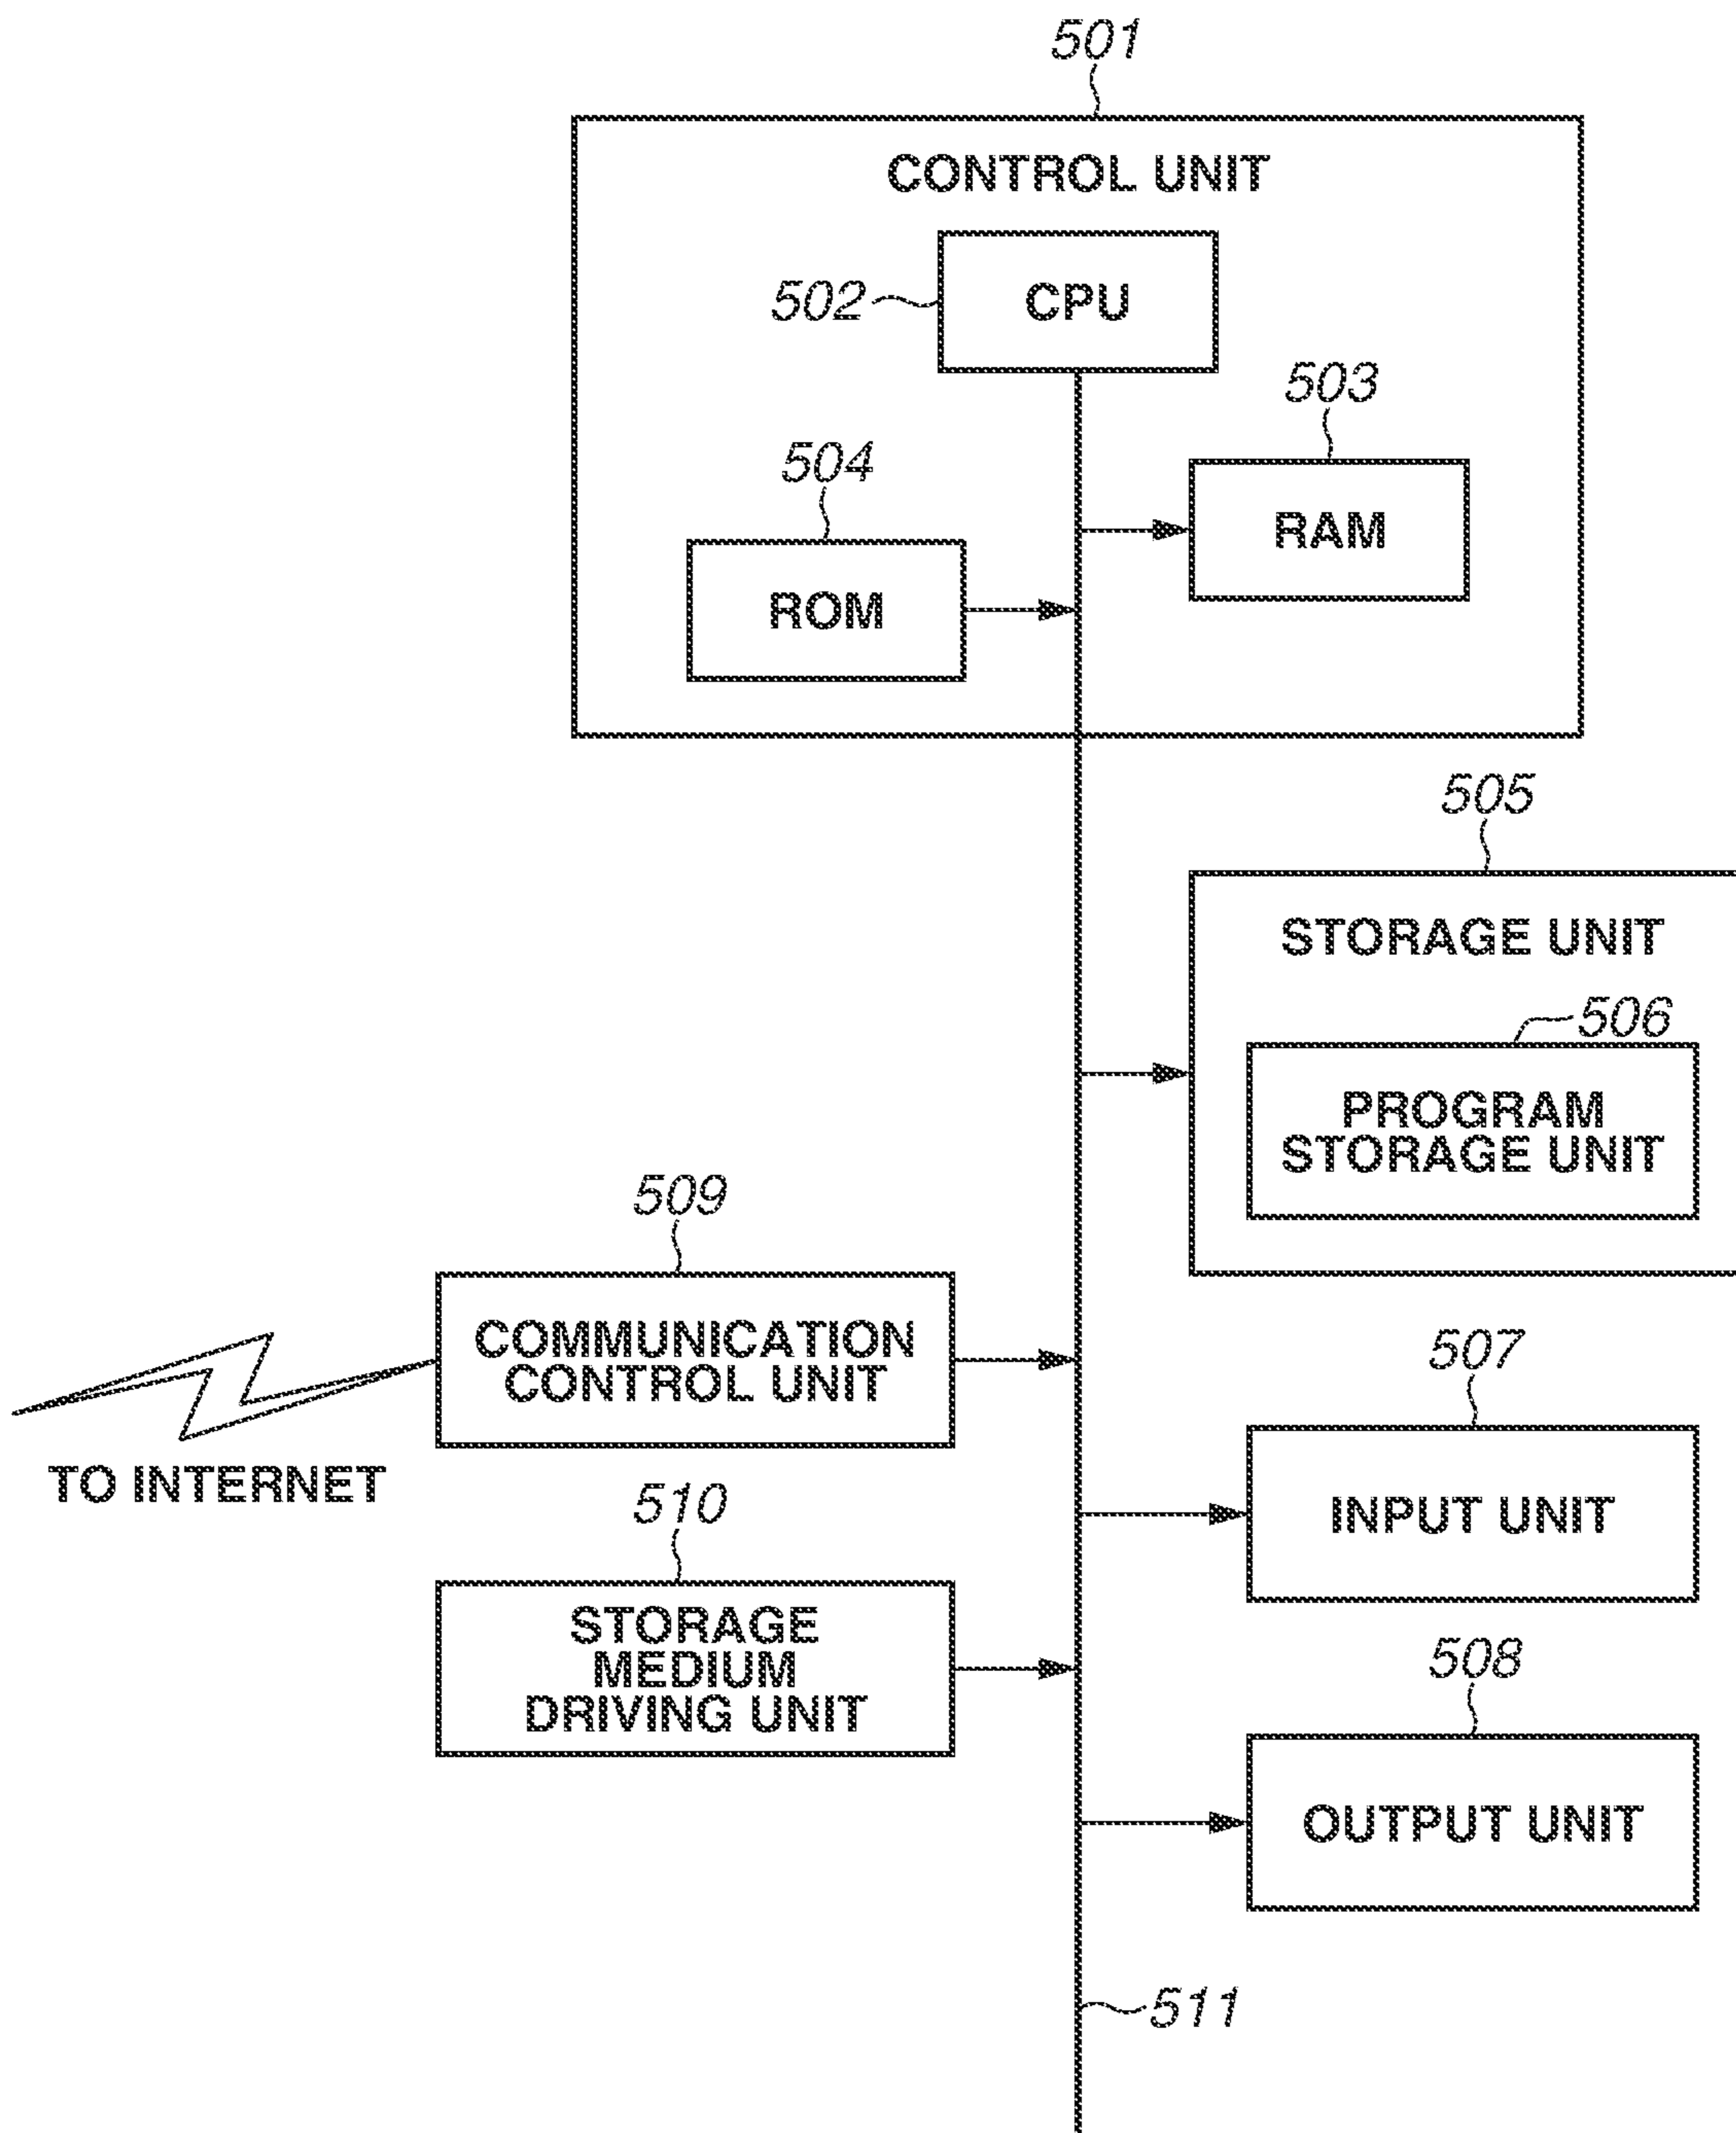 501
CONTROL UNIT
502
CPU
503
504
RAM
ROM
505
STORAGE UNIT
506
PROGRAM
STORAGE UNIT
509
COMMUNICATION
CONTROL UNIT
TO INTERNET
507
INPUT UNIT
510
STORAGE
MEDIUM
DRIVING UNIT
508
OUTPUT UNIT
511